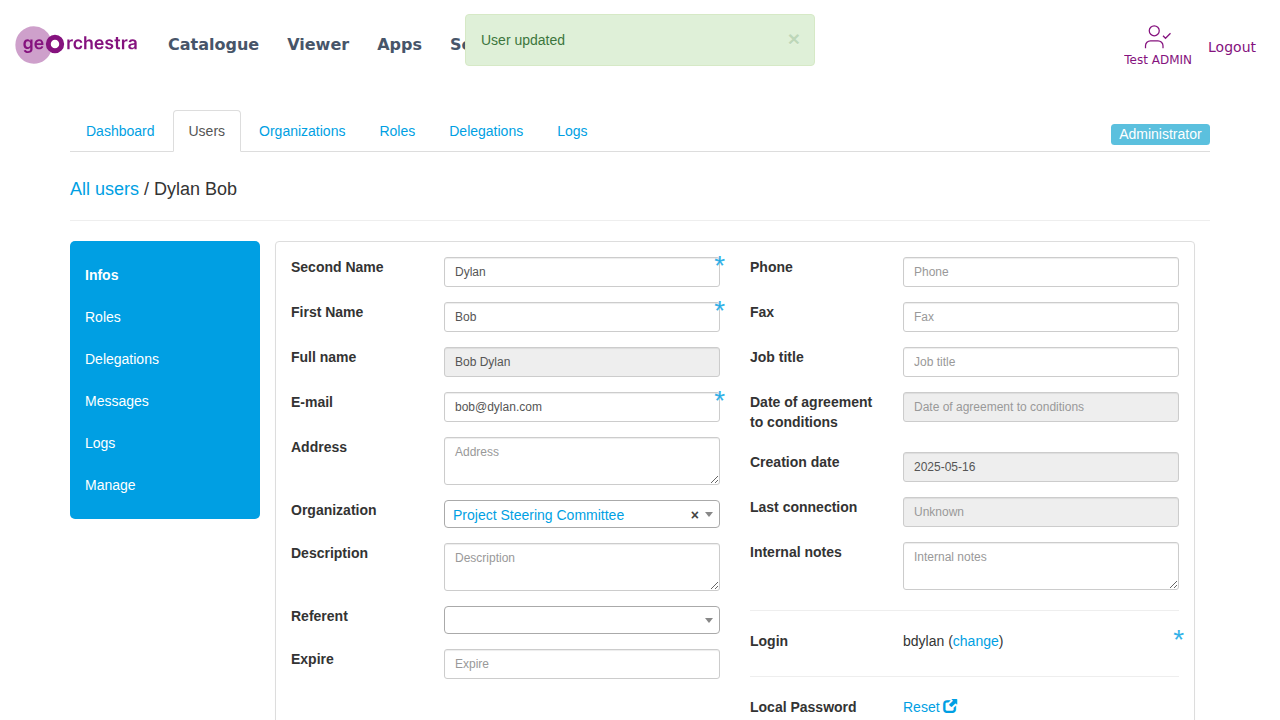 georchestra
Catalogue
Viewer
Apps
User updated
×
Test ADMIN
Logout
Dashboard
Users
Organizations
Roles
Delegations
Logs
Administrator
All users / Dylan Bob
Infos
Roles
Delegations
Messages
Logs
Manage
Second Name
Dylan
*
First Name
Bob
*
Full name
Bob Dylan
E-mail
bob@dylan.com
*
Address
Address
Organization
Project Steering Committee
×
Description
Description
Referent
Expire
Expire
Phone
Phone
Fax
Fax
Job title
Job title
Date of agreement
to conditions
Date of agreement to conditions
Creation date
2025-05-16
Last connection
Unknown
Internal notes
Internal notes
Login
bdylan (change)
*
Local Password
Reset